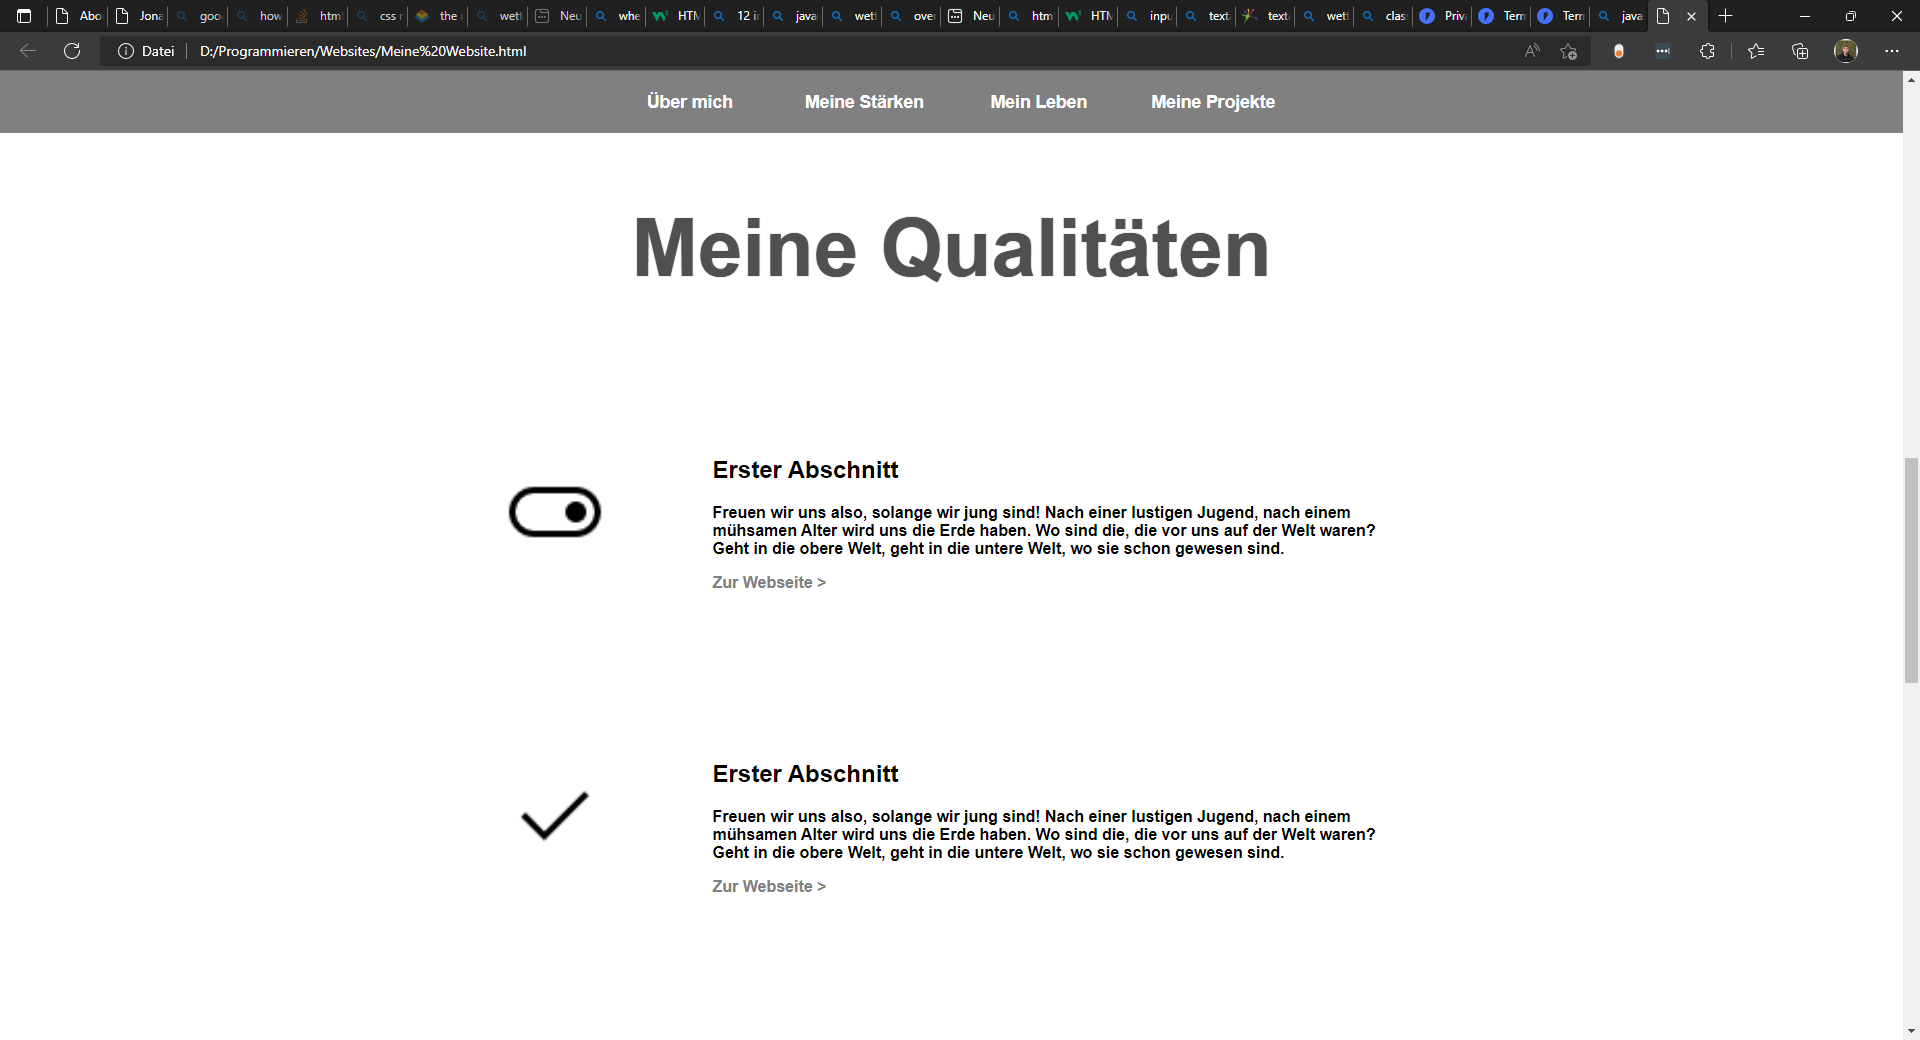 Abo Jona goo how html css r the wett Neu whe HTM 12 i java wett over Neu htm HTM inpu text text wett clas Priv Tern Tern java
Datei D:/Programmieren/Websites/Meine%20Website.html
Über mich Meine Stärken Mein Leben Meine Projekte
Meine Qualitäten
Erster Abschnitt
Freuen wir uns also, solange wir jung sind! Nach einer lustigen Jugend, nach einem
mühsamen Alter wird uns die Erde haben. Wo sind die, die vor uns auf der Welt waren?
Geht in die obere Welt, geht in die untere Welt, wo sie schon gewesen sind.
Zur Webseite >
Erster Abschnitt
Freuen wir uns also, solange wir jung sind! Nach einer lustigen Jugend, nach einem
mühsamen Alter wird uns die Erde haben. Wo sind die, die vor uns auf der Welt waren?
Geht in die obere Welt, geht in die untere Welt, wo sie schon gewesen sind.
Zur Webseite >